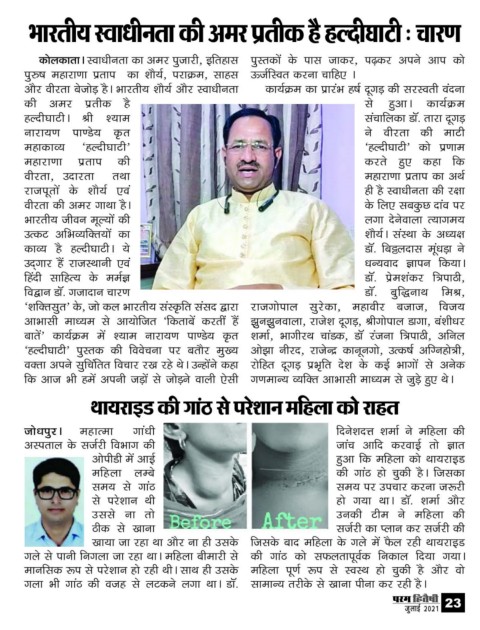 भारतीय स्वाधीनता की अमर प्रतीक है हल्दीघाटी : चारण
कोलकाता। स्वाधीनता का अमर पुजारी, इतिहास
पुरुष महाराणा प्रताप का शौर्य, पराक्रम, साहस
और वीरता बेजोड़ है। भारतीय शौर्य और स्वाधीनता
की अमर प्रतीक है
हल्दीघाटी। श्री श्याम
नारायण पाण्डेय कृत
महाकाव्य 'हल्दीघाटी'
महाराणा प्रताप की
वीरता, उदारता तथा
राजपूतों के शौर्य एवं
वीरता की अमर गाथा है।
भारतीय जीवन मूल्यों की
उत्कट अभिव्यक्तियों का
काव्य है हल्दीघाटी। ये
उद्गार हैं राजस्थानी एवं
हिंदी साहित्य के मर्मज्ञ
विद्वान डॉ. गजादान चारण
'शक्तिसुत' के, जो कल भारतीय संस्कृति संसद द्वारा
आभासी माध्यम से आयोजित 'किताबें करतीं हैं
बातें' कार्यक्रम में श्याम नारायण पाण्डेय कृत
'हल्दीघाटी' पुस्तक की विवेचना पर बतौर मुख्य
वक्ता अपने सुचिंतित विचार रख रहे थे। उन्होंने कहा
कि आज भी हमें अपनी जड़ों से जोड़ने वाली ऐसी
पुस्तकों के पास जाकर, पढ़कर अपने आप को
ऊर्जस्वित करना चाहिए ।
कार्यक्रम का प्रारंभ हर्ष दूगड़ की सरस्वती वंदना
से हुआ। कार्यक्रम
संचालिका डॉ. तारा दूगड़
ने वीरता की माटी
'हल्दीघाटी' को प्रणाम
करते हुए कहा कि
महाराणा प्रताप का अर्थ
ही है स्वाधीनता की रक्षा
के लिए सबकुछ दांव पर
लगा देनेवाला त्यागमय
शौर्य। संस्था के अध्यक्ष
डॉ. बिट्ठलदास मूंधड़ा ने
धन्यवाद ज्ञापन किया।
डॉ. प्रेमशंकर त्रिपाठी,
डॉ. बुद्धिनाथ मिश्र,
राजगोपाल सुरेका, महावीर बजाज, विजय
झुनझुनवाला, राजेश दूगड़, श्रीगोपाल डागा, बंशीधर
शर्मा, भागीरथ चांडक, डॉ रंजना त्रिपाठी, अनिल
ओझा नीरद, राजेन्द्र कानूनगो, उत्कर्ष अग्निहोत्री,
रोहित दूगड़ प्रभृति देश के कई भागों से अनेक
गणमान्य व्यक्ति आभासी माध्यम से जुड़े हुए थे।
थायराइड की गांठ से परेशान महिला को राहत
जोधपुर। महात्मा गांधी
अस्पताल के सर्जरी विभाग की
ओपीडी में आई
महिला लम्बे
समय से गांठ
से परेशान थी
उससे ना तो
ठीक से खाना
खाया जा रहा था और ना ही उसके
गले से पानी निगला जा रहा था। महिला बीमारी से
मानसिक रूप से परेशान हो रही थी। साथ ही उसके
गला भी गांठ की वजह से लटकने लगा था। डॉ.
Before
After
दिनेशदत्त शर्मा ने महिला की
जांच आदि करवाई तो ज्ञात
हुआ कि महिला को थायराइड
की गांठ हो चुकी है। जिसका
समय पर उपचार करना जरूरी
हो गया था। डॉ. शर्मा और
उनकी टीम ने महिला की
सर्जरी का प्लान कर सर्जरी की
जिसके बाद महिला के गले में फैल रही थायराइड
की गांठ को सफलतापूर्वक निकाल दिया गया।
महिला पूर्ण रूप से स्वस्थ हो चुकी है और वो
सामान्य तरीके से खाना पीना कर रही है।
परम हितैषी
जुलाई 2021
23